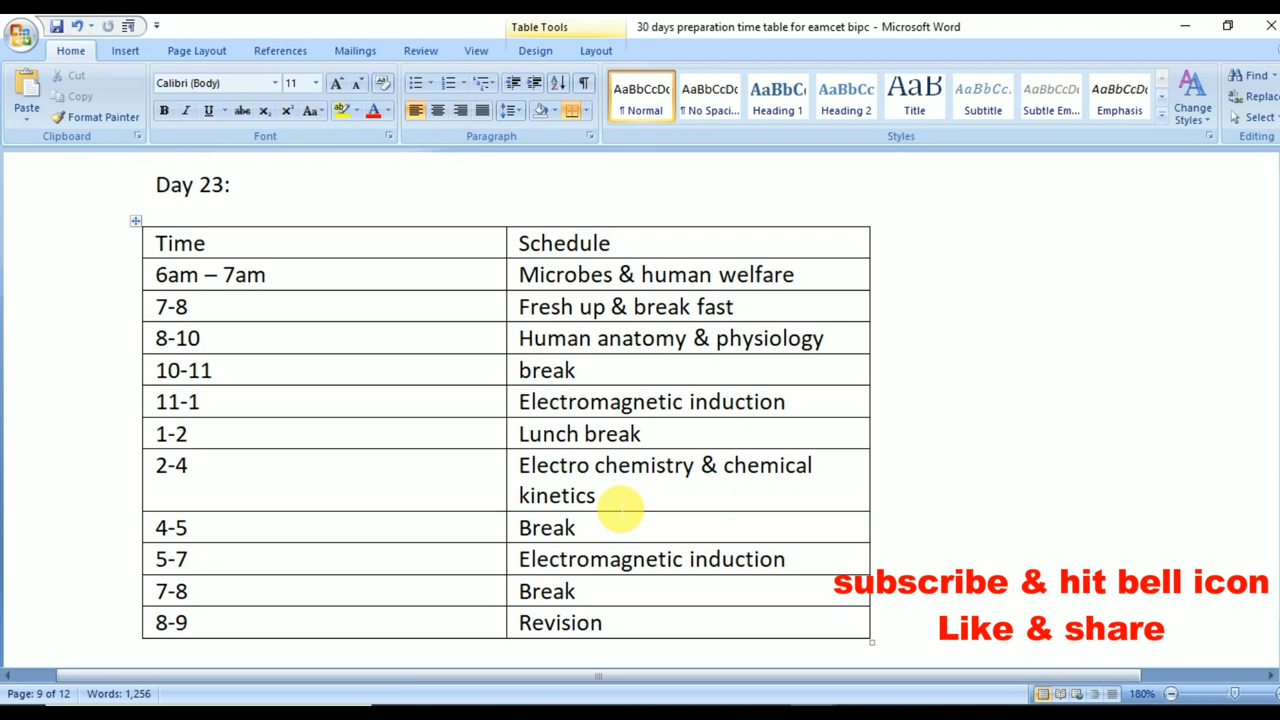 Table Tools
30 days preparation time table for eamcet bipc - Microsoft Word
Home Insert Page Layout References Mailings Review View Design Layout
Cut
Copy
Paste
Format Painter
Clipboard
Calibri (Body) 11
Font
Paragraph
AaBbCcDc AaBbCcDc AaBbC AaBbCc AaB AaBbCc. AaBbCcDc AaBbCcDc
¶ Normal ¶ No Spaci... Heading 1 Heading 2 Title Subtitle Subtle Em... Emphasis
Change Styles
Styles
Find
Replace
Select
Editing
Day 23:
Time Schedule
6am – 7am Microbes & human welfare
7-8 Fresh up & break fast
8-10 Human anatomy & physiology
10-11 break
11-1 Electromagnetic induction
1-2 Lunch break
2-4 Electro chemistry & chemical
kinetics
4-5 Break
5-7 Electromagnetic induction
7-8 Break
8-9 Revision
subscribe & hit bell icon
Like & share
Page: 9 of 12 Words: 1,256 180%